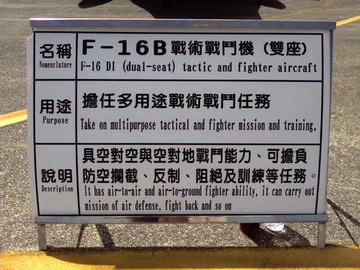 名稱 F-16B戰術戰鬥機（雙座）
Nomenclature F-16 DI (dual-seat) tactic and fighter aircraft
用途 擔任多用途戰術戰鬥任務
Purpose Take on multipurpose tactical and fighter mission and training.
說明 具空對空與空對地戰鬥能力、可擔負
防空攔截、反制、阻絕及訓練等任務。
Description It has air-to-air and air-to-ground fighter ability, it can carry out
mission of air defense, fight back and so on